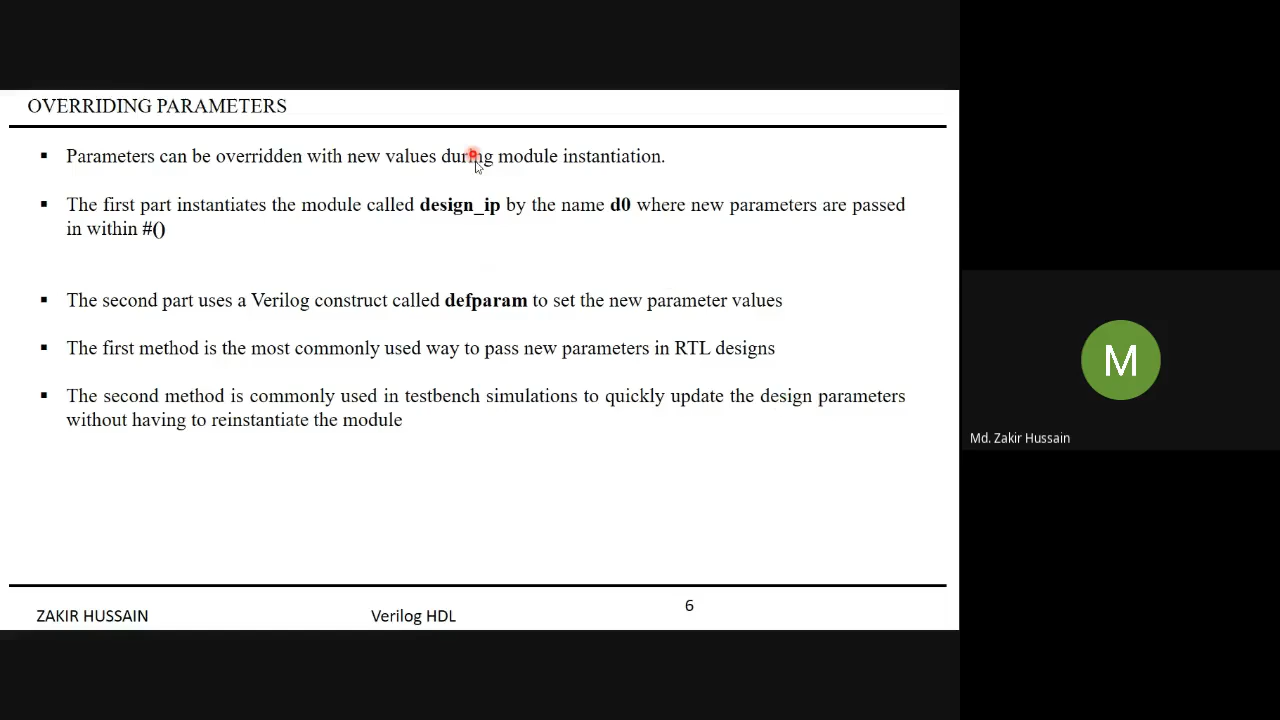 OVERRIDING PARAMETERS
▪ Parameters can be overridden with new values during module instantiation.
▪ The first part instantiates the module called design_ip by the name d0 where new parameters are passed
in within #()
▪ The second part uses a Verilog construct called defparam to set the new parameter values
▪ The first method is the most commonly used way to pass new parameters in RTL designs
▪ The second method is commonly used in testbench simulations to quickly update the design parameters
without having to reinstantiate the module
ZAKIR HUSSAIN
Verilog HDL
6
M
Md. Zakir Hussain